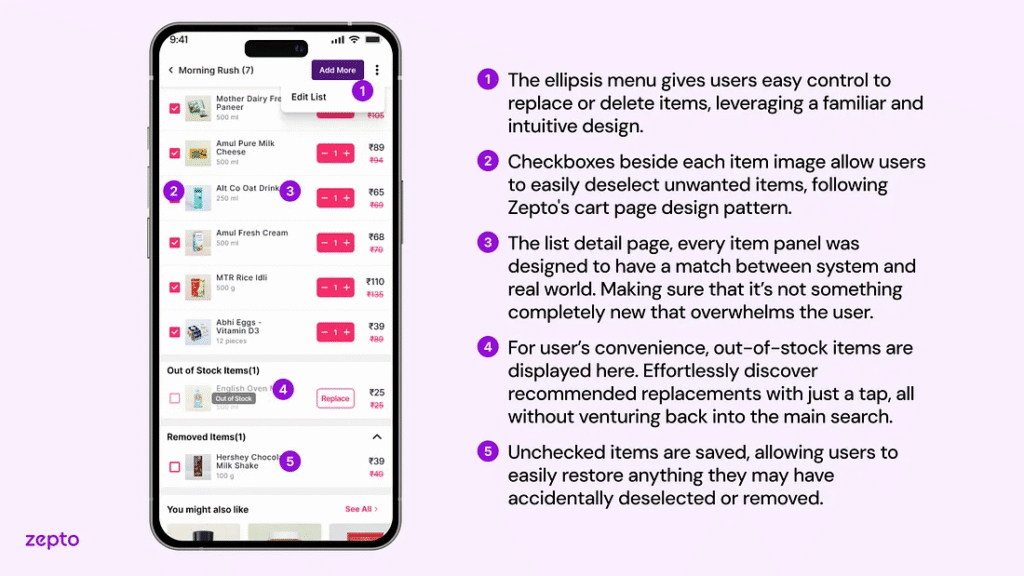 9:41
Morning Rush (7)
Add More
Edit List
1
Mother Dairy Fre
Paneer
500 ml
1
₹105
Amul Pure Milk
Cheese
500 ml
− 1 +
₹89
₹94
2
Alt Co Oat Drink
250 ml
3
− 1 +
₹65
₹69
Amul Fresh Cream
500 ml
− 1 +
₹68
₹70
MTR Rice Idli
500 g
− 1 +
₹110
₹135
Abhi Eggs -
Vitamin D3
12 pieces
− 1 +
₹39
₹80
Out of Stock Items(1)
English Oven
Out of Stock
500 ml
4
Replace
₹25
₹25
Removed Items(1)
Hershey Chocol
Milk Shake
100 g
5
₹39
₹40
You might also like
See All >
zepto
1 The ellipsis menu gives users easy control to
replace or delete items, leveraging a familiar and
intuitive design.
2 Checkboxes beside each item image allow users
to easily deselect unwanted items, following
Zepto's cart page design pattern.
3 The list detail page, every item panel was
designed to have a match between system and
real world. Making sure that it's not something
completely new that overwhelms the user.
4 For user's convenience, out-of-stock items are
displayed here. Effortlessly discover
recommended replacements with just a tap, all
without venturing back into the main search.
5 Unchecked items are saved, allowing users to
easily restore anything they may have
accidentally deselected or removed.